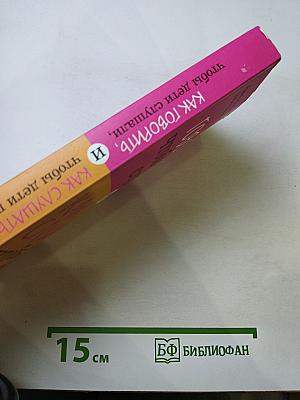 КАК ГОВОРИТЬ,
чтобы дети слушали,
И
КАК СЛУШАТЬ,
чтобы дети
15 см
БФ БИБЛИОФАН